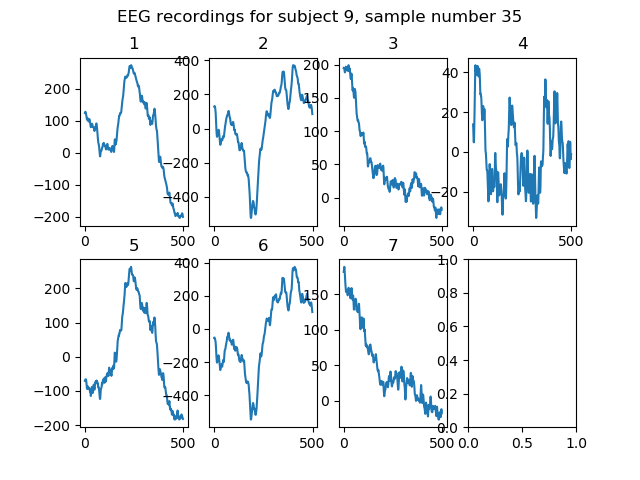 EEG recordings for subject 9, sample number 35
1 2 3 4
200 100 0 −100 −200
400 200 0 −200 −400
200 150 100 50 0
40 20 0 −20
0 500 0 500 0 500 0 500
5 6 7
200 100 0 −100 −200
400 200 0 −200 −400
150 100 50 0
1.0 0.8 0.6 0.4 0.2 0.0
0 500 0 500 0 500 0.0 0.5 1.0